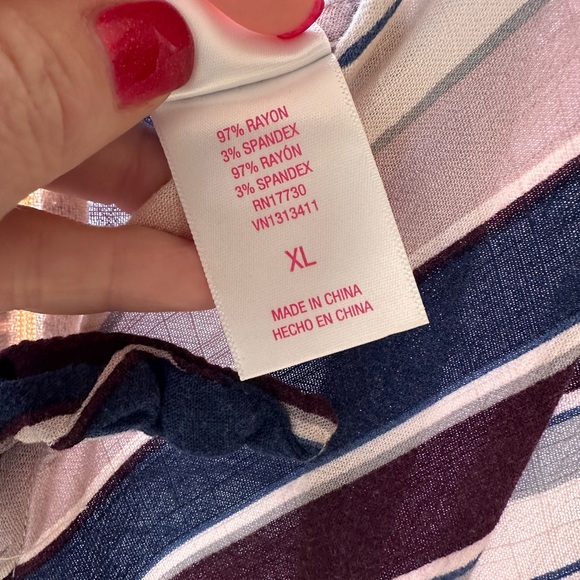 97% RAYON
3% SPANDEX
97% RAYÓN
3% SPANDEX
RN17730
VN1313411
XL
MADE IN CHINA
HECHO EN CHINA